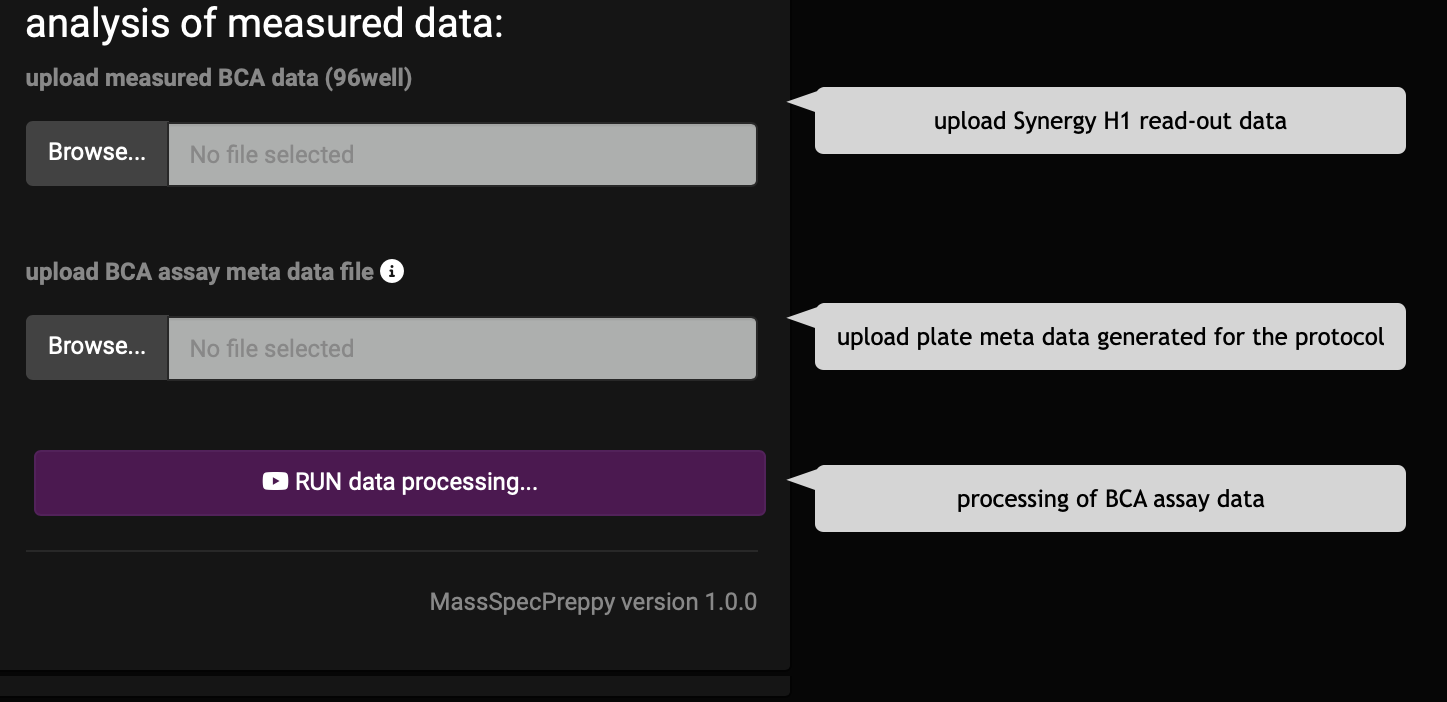 analysis of measured data:
upload measured BCA data (96well)
upload Synergy H1 read-out data
Browse...
No file selected
upload BCA assay meta data file
upload plate meta data generated for the protocol
Browse...
No file selected
RUN data processing...
processing of BCA assay data
MassSpecPreppy version 1.0.0